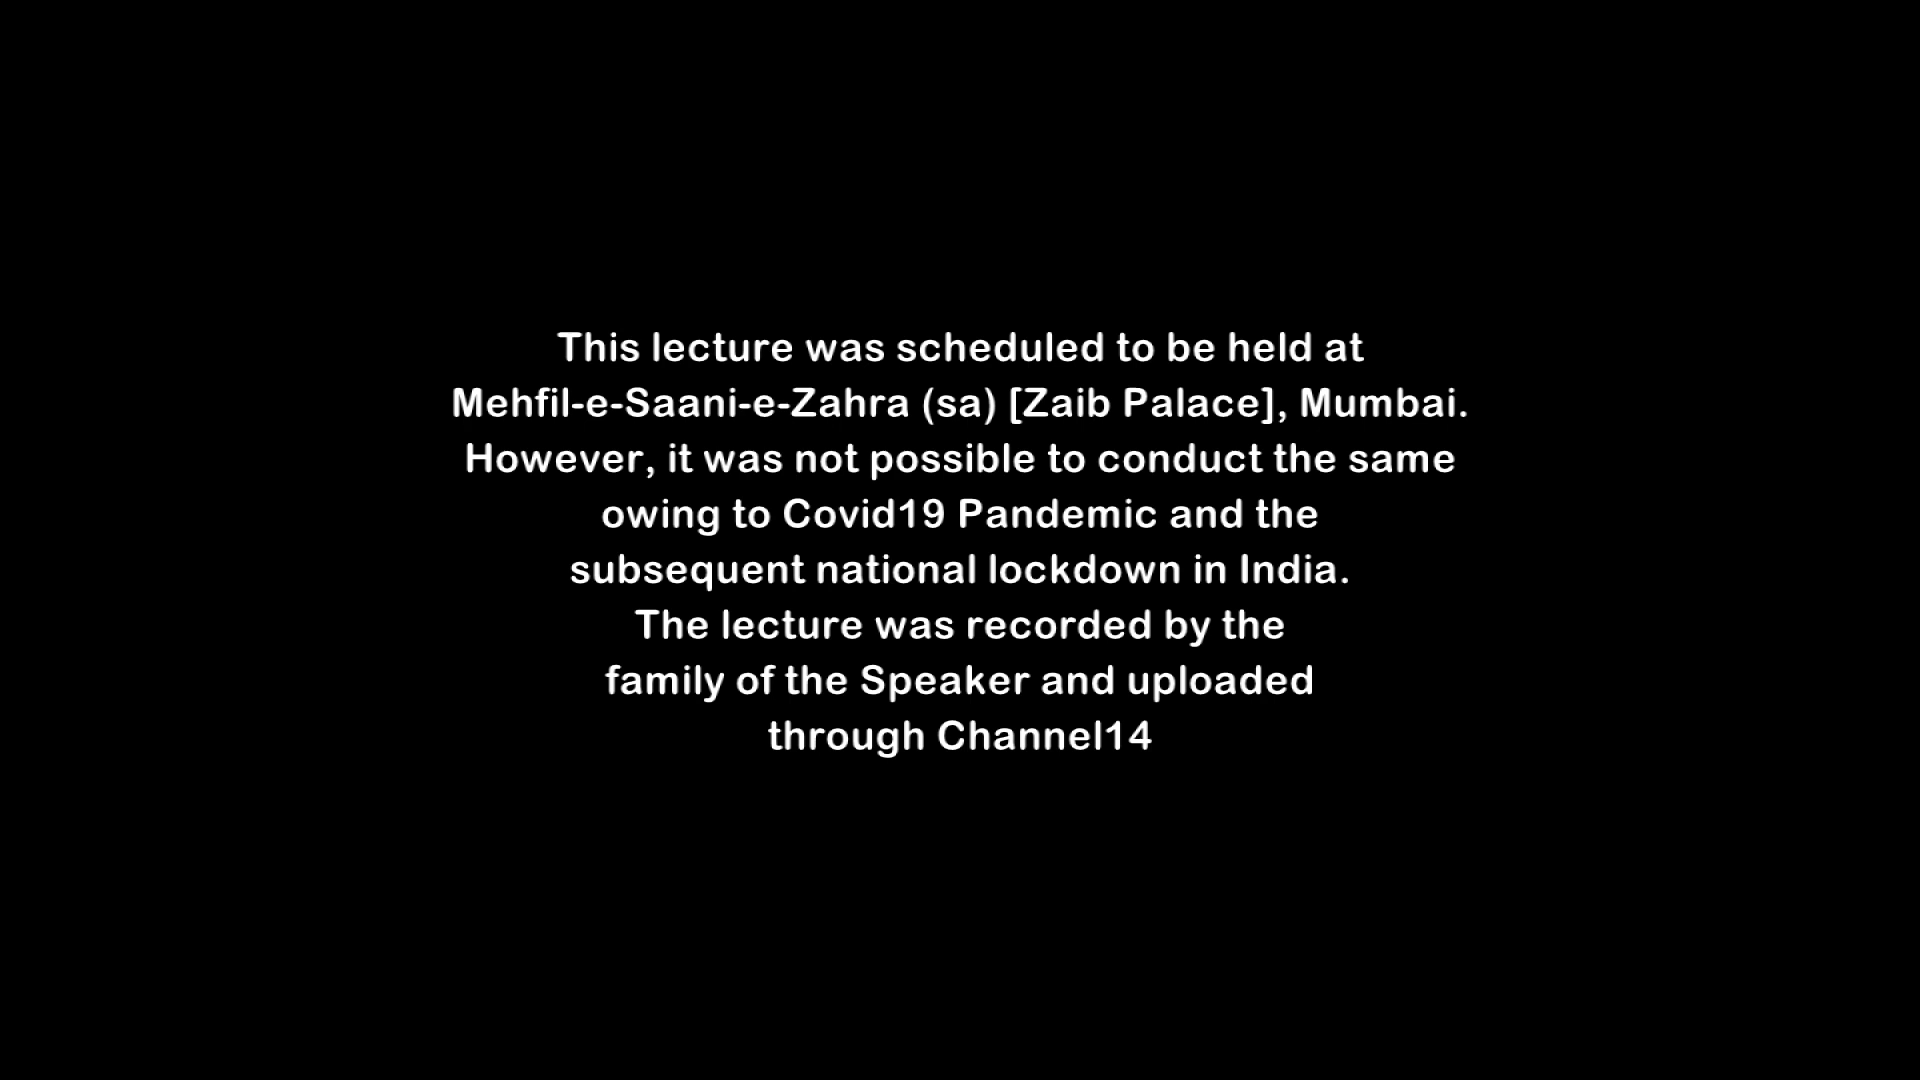 This lecture was scheduled to be held at
Mehfil-e-Saani-e-Zahra (sa) [Zaib Palace], Mumbai.
However, it was not possible to conduct the same
owing to Covid19 Pandemic and the
subsequent national lockdown in India.
The lecture was recorded by the
family of the Speaker and uploaded
through Channel14